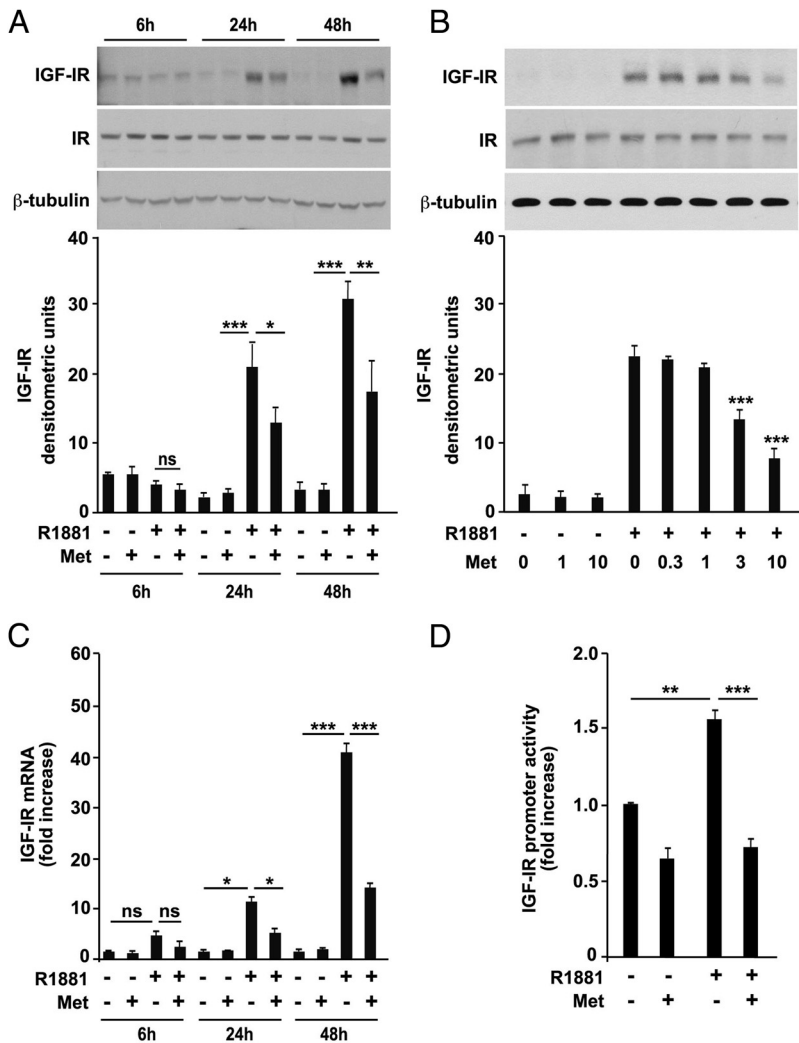 A
6h 24h 48h
IGF-IR
IR
β-tubulin
40
30
20
10
0
IGF-IR
densitometric units
ns
*** *
*** **
R1881 - - + + - - + + - - + +
Met - + - + - + - + - + - +
6h 24h 48h
B
IGF-IR
IR
β-tubulin
40
30
20
10
0
IGF-IR
densitometric units
***
***
R1881 - - - + + + + +
Met 0 1 10 0 0.3 1 3 10
C
60
50
40
30
20
10
0
IGF-IR mRNA
(fold increase)
ns ns
* *
*** ***
R1881 - - + + - - + + - - + +
Met - + - + - + - + - + - +
6h 24h 48h
D
2.0
1.5
1.0
0.5
0
IGF-IR promoter activity
(fold increase)
** ***
R1881 - - + +
Met - + - +